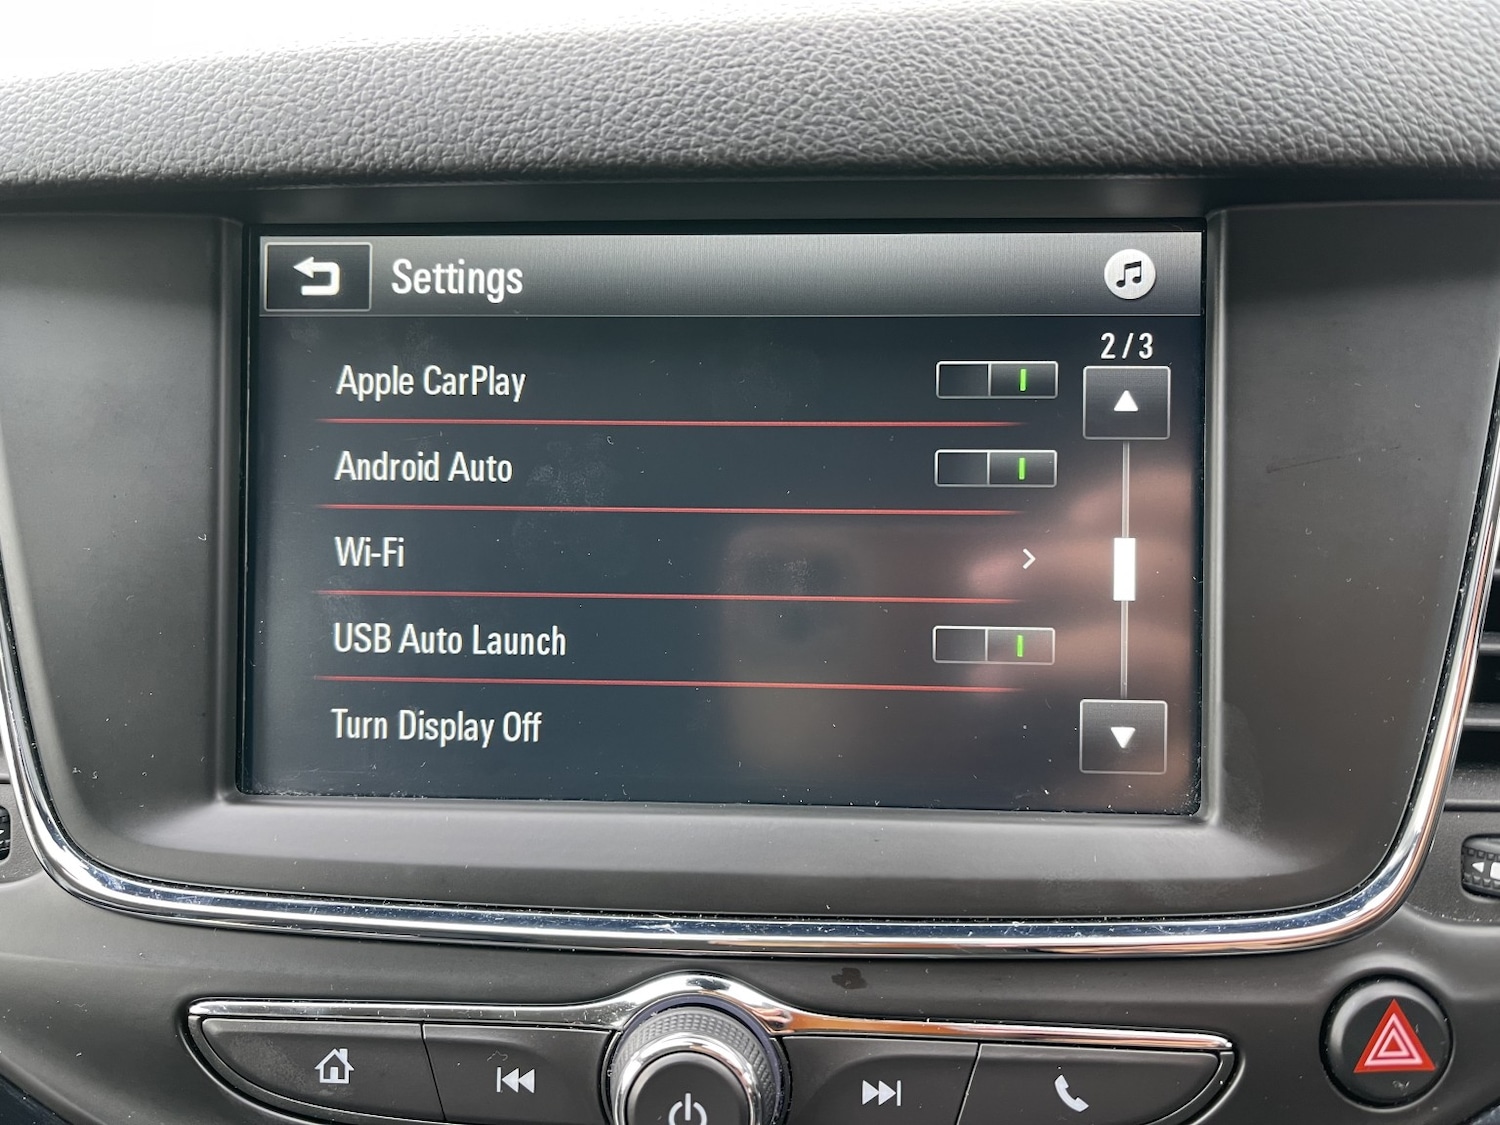 Settings
2/3
Apple CarPlay
Android Auto
Wi-Fi
USB Auto Launch
Turn Display Off